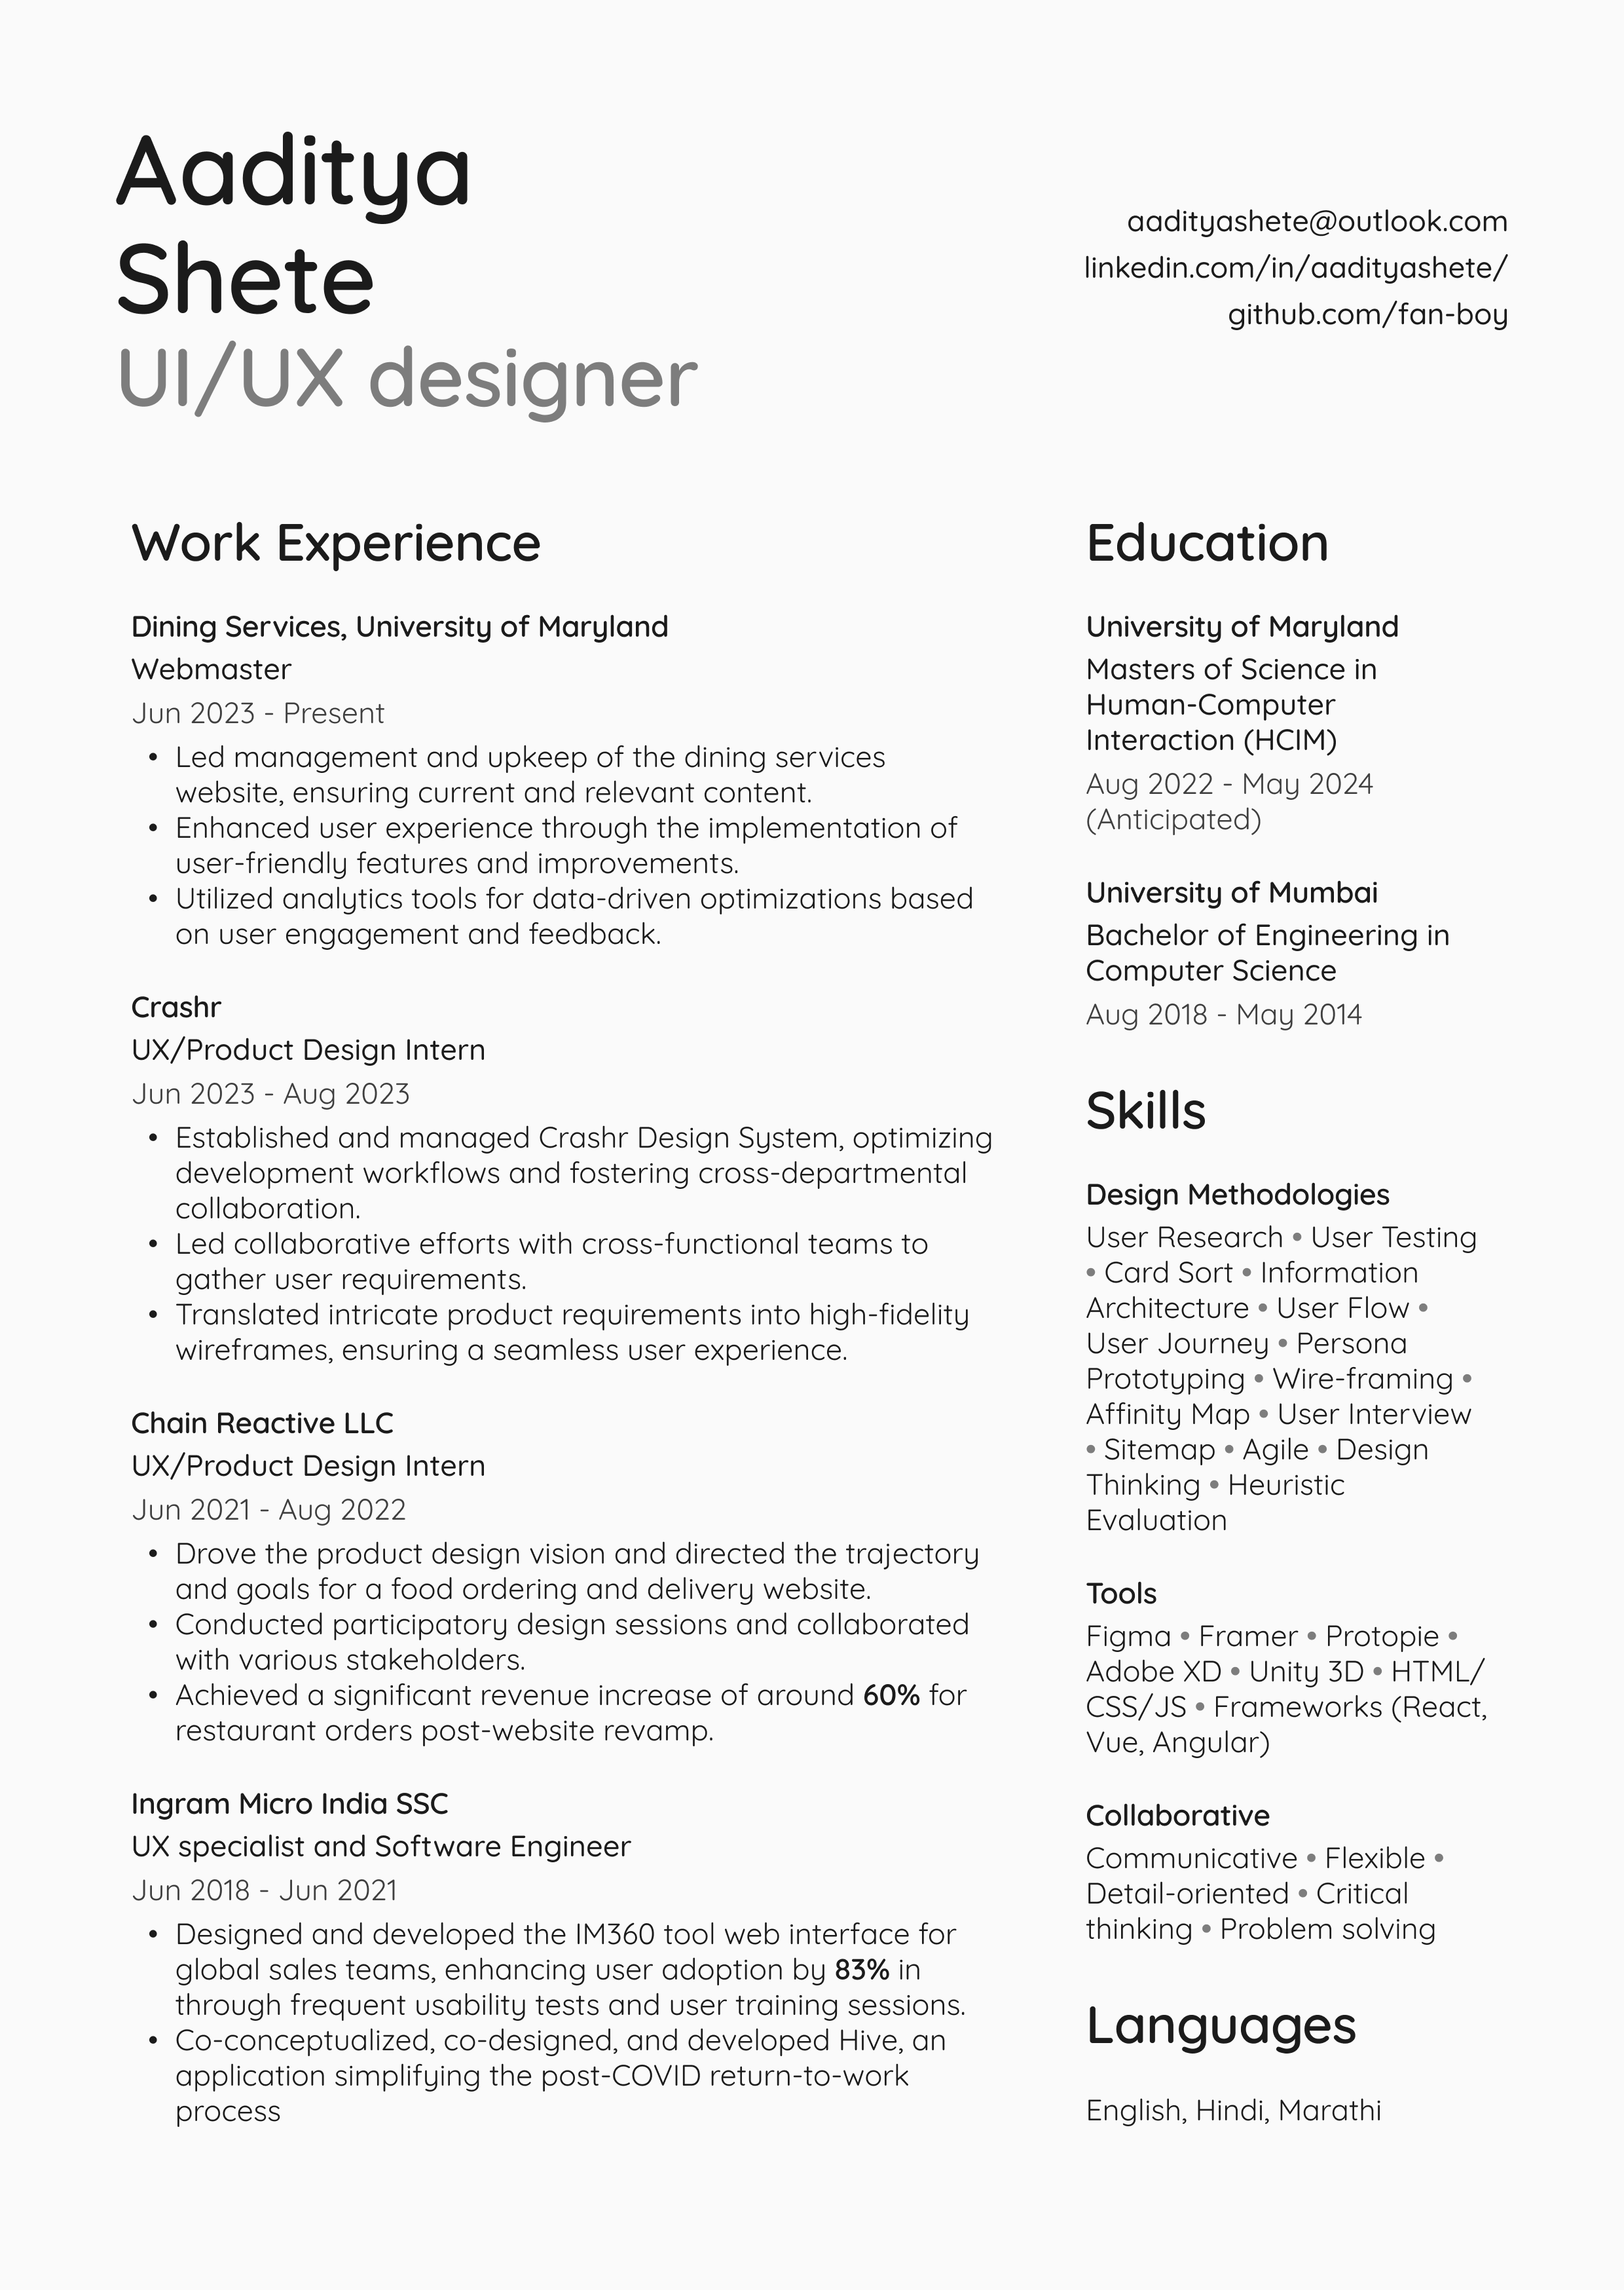 Aaditya
Shete
UI/UX designer
aadityashete@outlook.com
linkedin.com/in/aadityashete/
github.com/fan-boy
Work Experience
Dining Services, University of Maryland
Webmaster
Jun 2023 - Present
• Led management and upkeep of the dining services
website, ensuring current and relevant content.
• Enhanced user experience through the implementation of
user-friendly features and improvements.
• Utilized analytics tools for data-driven optimizations based
on user engagement and feedback.
Crashr
UX/Product Design Intern
Jun 2023 - Aug 2023
• Established and managed Crashr Design System, optimizing
development workflows and fostering cross-departmental
collaboration.
• Led collaborative efforts with cross-functional teams to
gather user requirements.
• Translated intricate product requirements into high-fidelity
wireframes, ensuring a seamless user experience.
Chain Reactive LLC
UX/Product Design Intern
Jun 2021 - Aug 2022
• Drove the product design vision and directed the trajectory
and goals for a food ordering and delivery website.
• Conducted participatory design sessions and collaborated
with various stakeholders.
• Achieved a significant revenue increase of around 60% for
restaurant orders post-website revamp.
Ingram Micro India SSC
UX specialist and Software Engineer
Jun 2018 - Jun 2021
• Designed and developed the IM360 tool web interface for
global sales teams, enhancing user adoption by 83% in
through frequent usability tests and user training sessions.
• Co-conceptualized, co-designed, and developed Hive, an
application simplifying the post-COVID return-to-work
process
Education
University of Maryland
Masters of Science in
Human-Computer
Interaction (HCIM)
Aug 2022 - May 2024
(Anticipated)
University of Mumbai
Bachelor of Engineering in
Computer Science
Aug 2018 - May 2014
Skills
Design Methodologies
User Research • User Testing
• Card Sort • Information
Architecture • User Flow •
User Journey • Persona
Prototyping • Wire-framing •
Affinity Map • User Interview
• Sitemap • Agile • Design
Thinking • Heuristic
Evaluation
Tools
Figma • Framer • Protopie •
Adobe XD • Unity 3D • HTML/
CSS/JS • Frameworks (React,
Vue, Angular)
Collaborative
Communicative • Flexible •
Detail-oriented • Critical
thinking • Problem solving
Languages
English, Hindi, Marathi